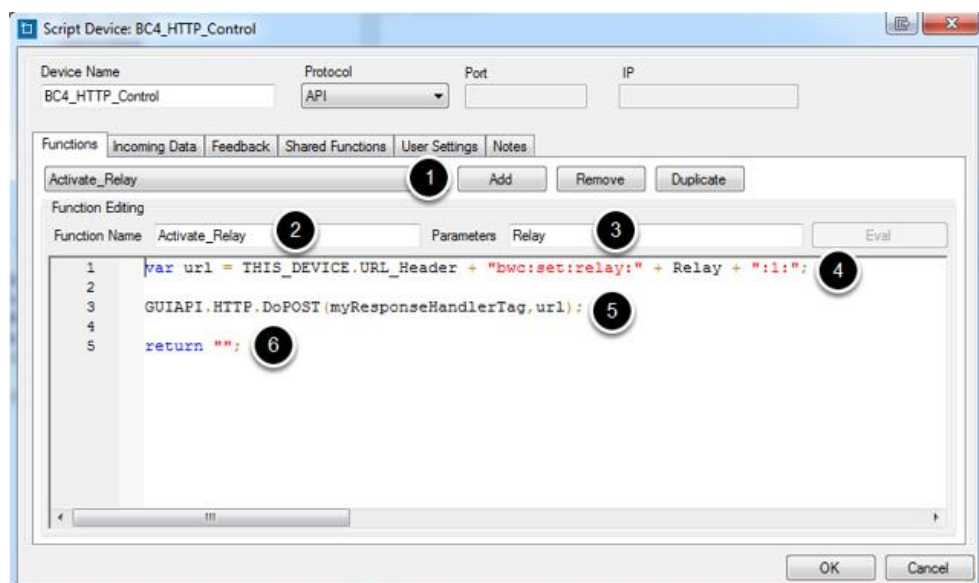 Script Device: BC4_HTTP_Control
Device Name Protocol Port IP
BC4_HTTP_Control API
Functions Incoming Data Feedback Shared Functions User Settings Notes
Activate_Relay 1 Add Remove Duplicate
Function Editing
Function Name Activate_Relay 2 Parameters Relay 3 Eval
1 var url = THIS_DEVICE.URL_Header + "bwc:set:relay:" + Relay + ":1:"; 4
2
3 GUIAPI.HTTP.DoPOST(myResponseHandlerTag,url); 5
4
5 return ""; 6
OK Cancel